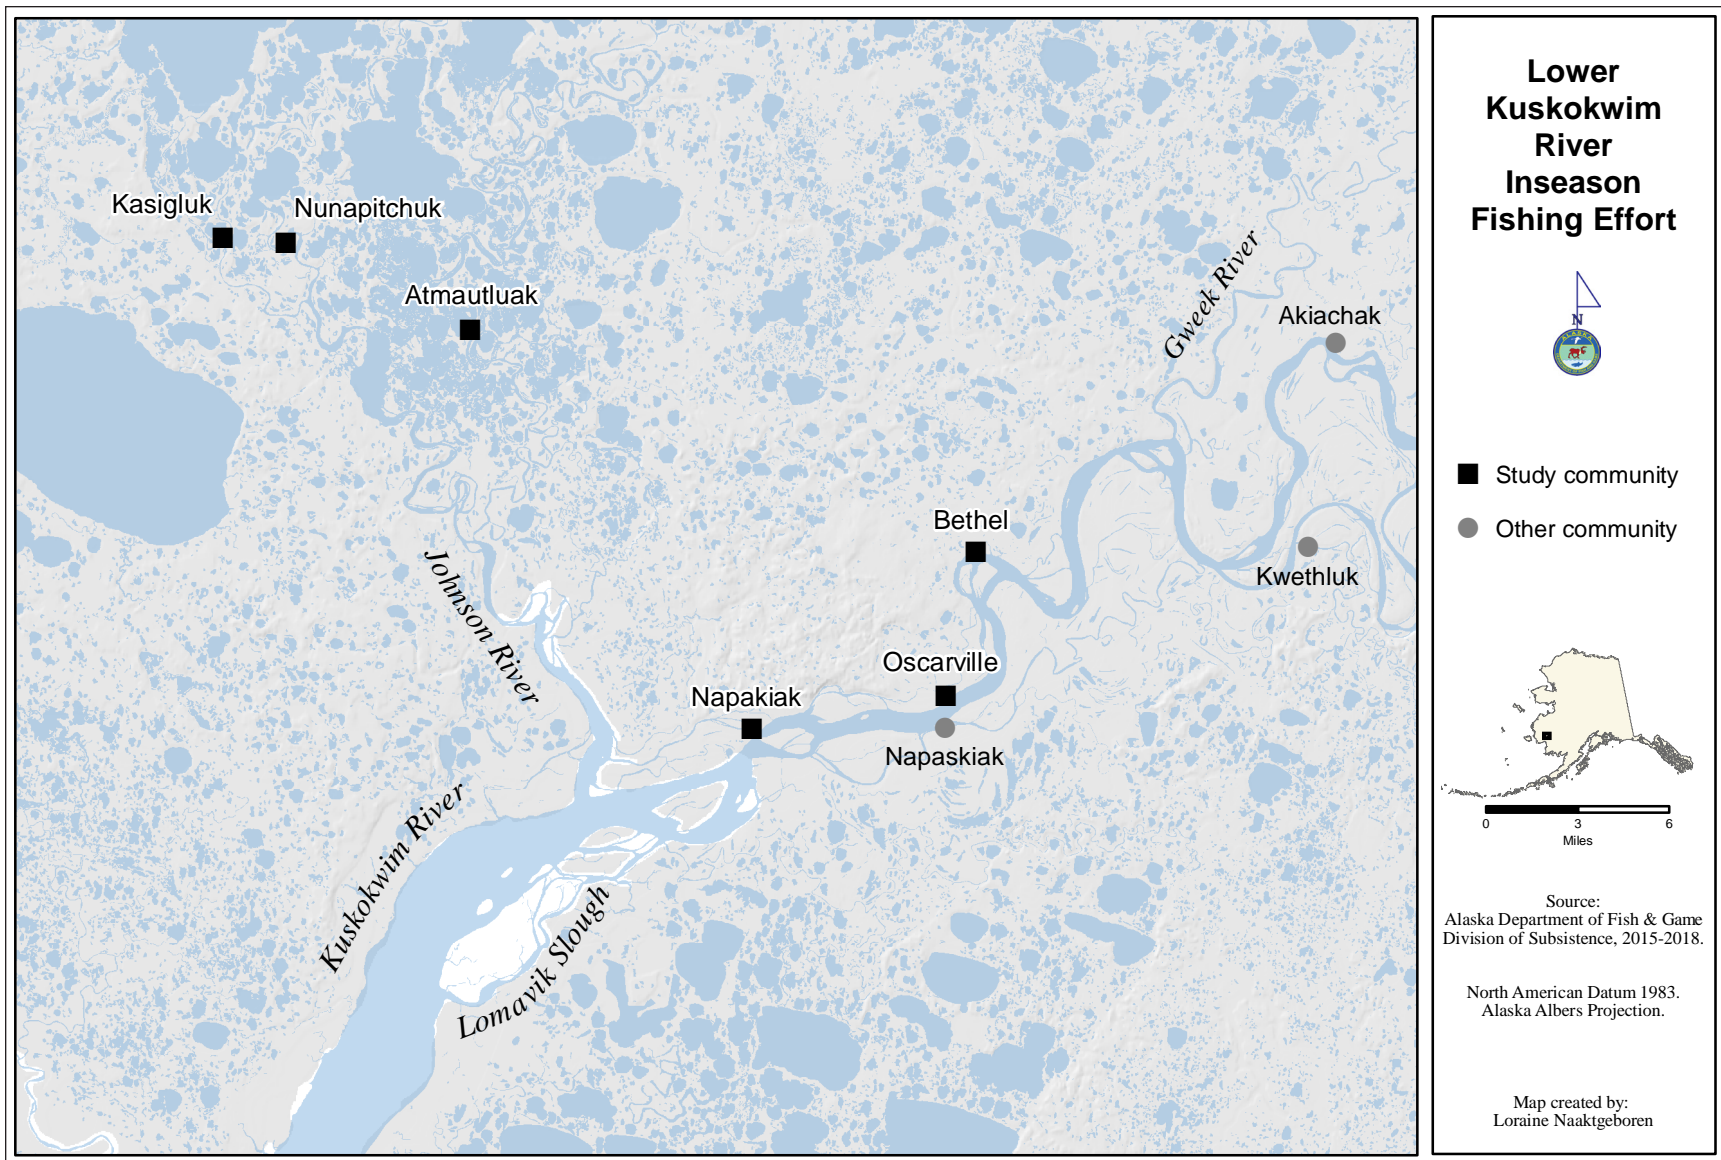 Lower
Kuskokwim
River
Inseason
Fishing Effort
N
ALASKA
Study community
Other community
0 3 6
Miles
Source:
Alaska Department of Fish & Game
Division of Subsistence, 2015-2018.
North American Datum 1983.
Alaska Albers Projection.
Map created by:
Loraine Naaktgeboren
Kasigluk
Nunapitchuk
Atmautluak
Gweek River
Akiachak
Bethel
Kwethluk
Johnson River
Oscarville
Napakiak
Napaskiak
Kuskokwim River
Lomavik Slough